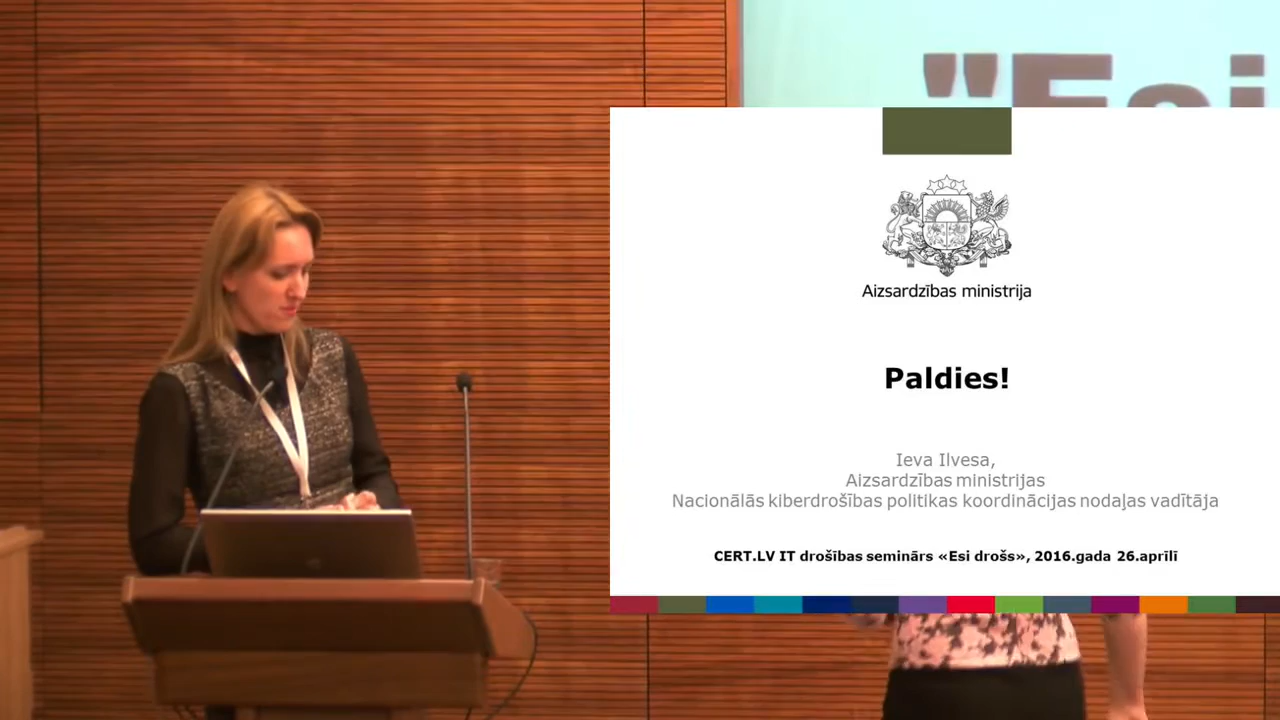 "Esi
Aizsardzības ministrija
Paldies!
Ieva Ilvesa,
Aizsardzības ministrijas
Nacionālās kiberdrošības politikas koordinācijas nodaļas vadītāja
CERT.LV IT drošības seminārs «Esi drošs», 2016.gada 26.aprīlī